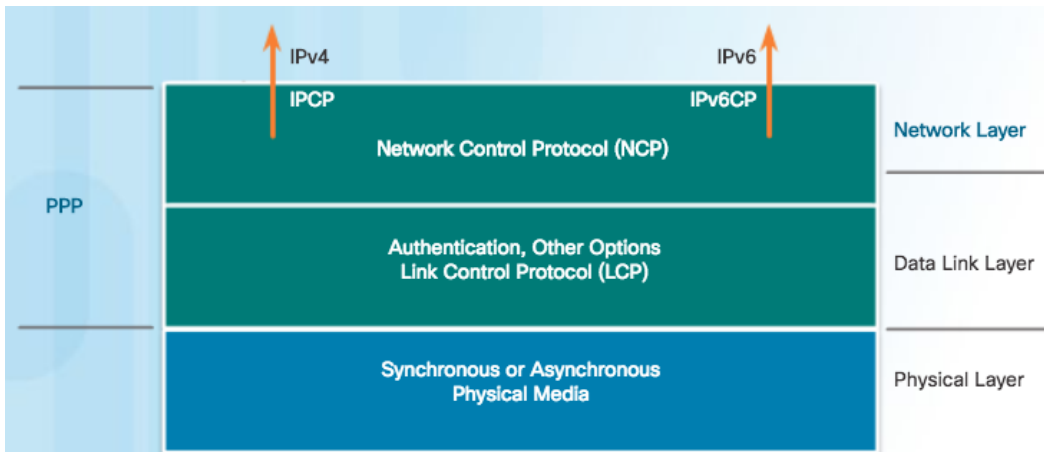 IPv4
IPv6
IPCP
IPv6CP
Network Control Protocol (NCP)
Network Layer
PPP
Authentication, Other Options
Link Control Protocol (LCP)
Data Link Layer
Synchronous or Asynchronous
Physical Media
Physical Layer